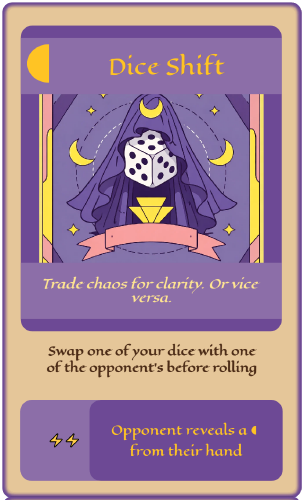 Dice Shift
Trade chaos for clarity. Or vice
versa.
Swap one of your dice with one
of the opponent's before rolling
Opponent reveals a
from their hand